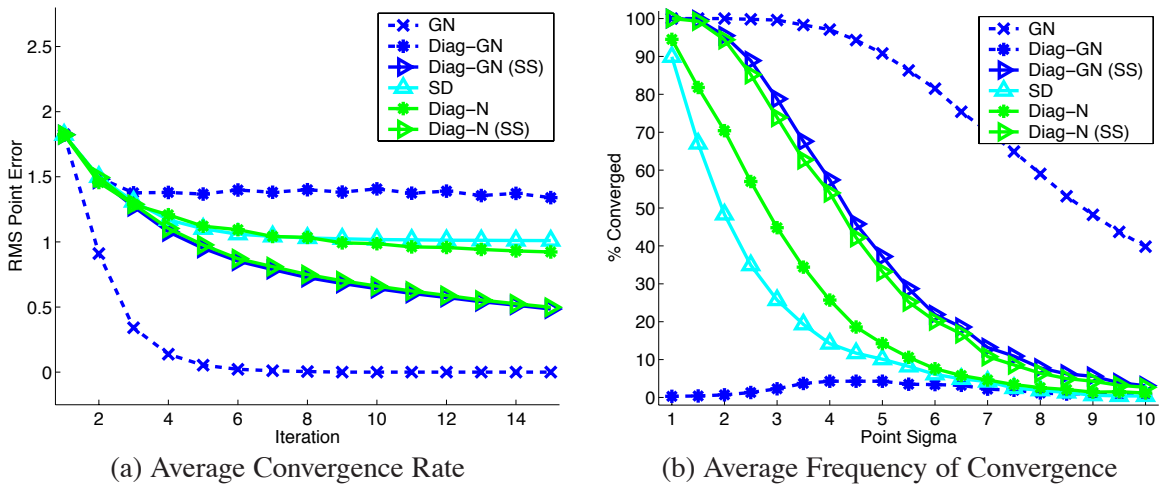 2.5
2
1.5
1
0.5
0
RMS Point Error
2 4 6 8 10 12 14
Iteration
GN
Diag-GN
Diag-GN (SS)
SD
Diag-N
Diag-N (SS)
(a) Average Convergence Rate
100
90
80
70
60
50
40
30
20
10
0
% Converged
1 2 3 4 5 6 7 8 9 10
Point Sigma
GN
Diag-GN
Diag-GN (SS)
SD
Diag-N
Diag-N (SS)
(b) Average Frequency of Convergence